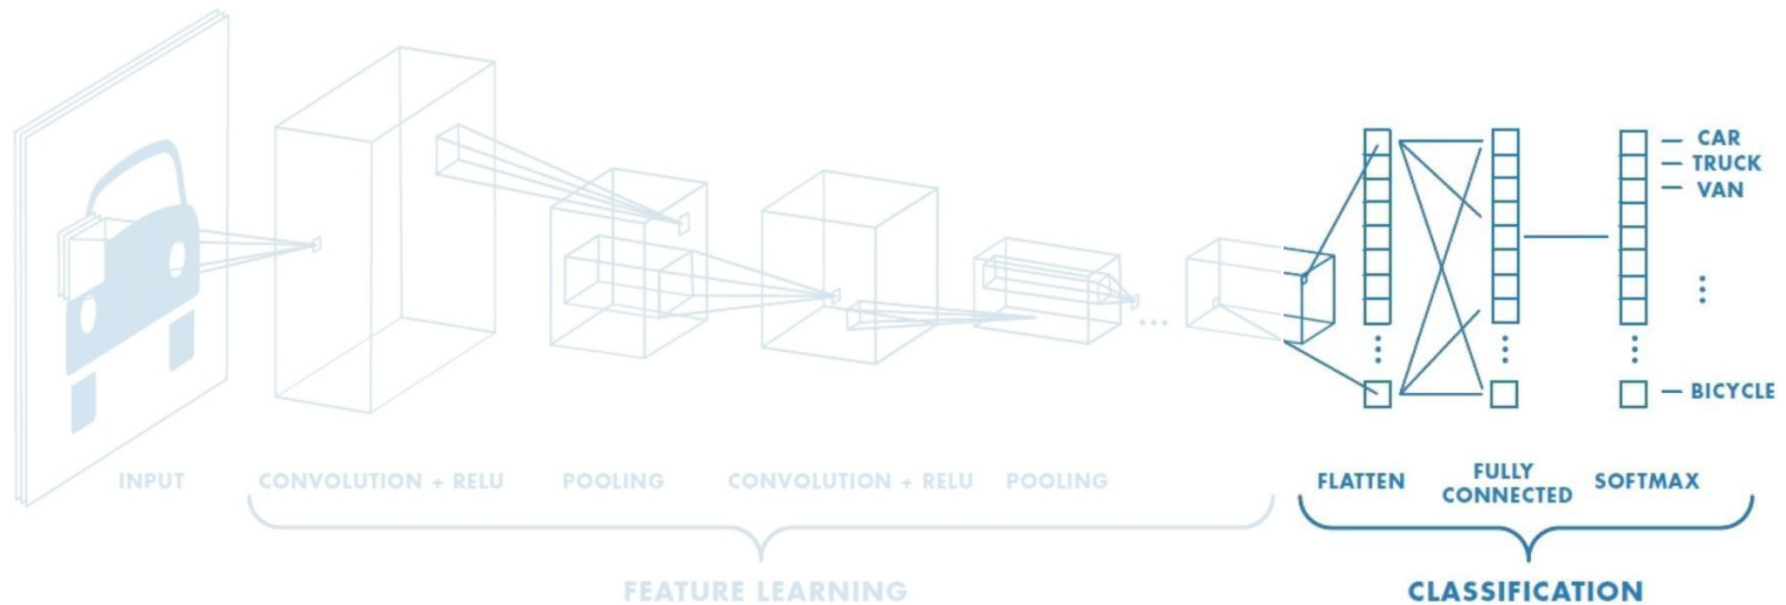 CAR
TRUCK
VAN
BICYCLE
INPUT
CONVOLUTION + RELU
POOLING
CONVOLUTION + RELU
POOLING
FLATTEN
FULLY
CONNECTED
SOFTMAX
FEATURE LEARNING
CLASSIFICATION